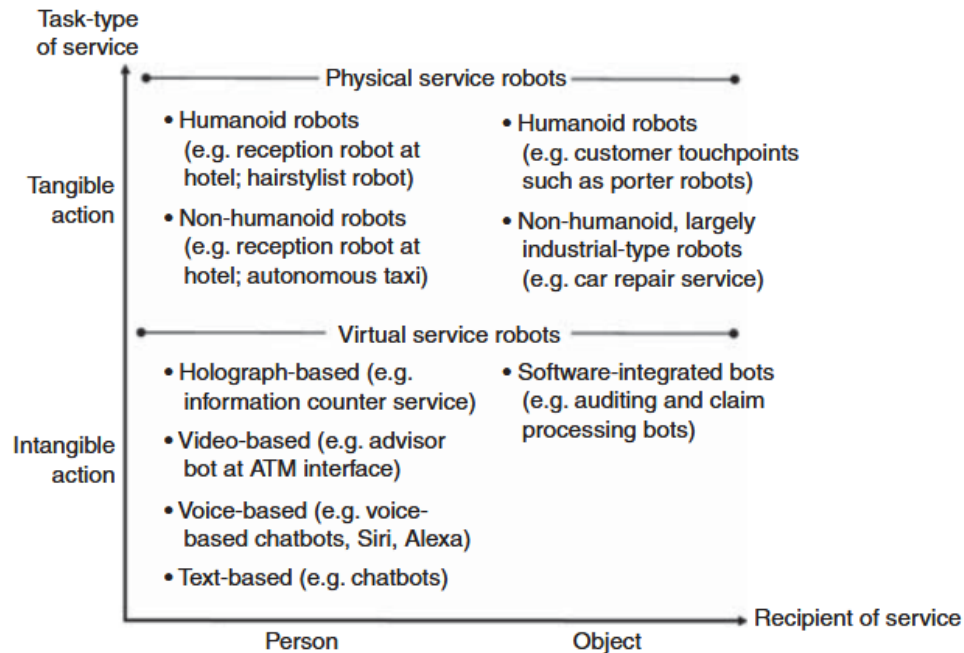 Task-type
of service
Physical service robots
• Humanoid robots
(e.g. reception robot at
hotel; hairstylist robot)
• Non-humanoid robots
(e.g. reception robot at
hotel; autonomous taxi)
• Humanoid robots
(e.g. customer touchpoints
such as porter robots)
• Non-humanoid, largely
industrial-type robots
(e.g. car repair service)
Tangible
action
Virtual service robots
• Holograph-based (e.g.
information counter service)
• Video-based (e.g. advisor
bot at ATM interface)
• Voice-based (e.g. voice-
based chatbots, Siri, Alexa)
• Text-based (e.g. chatbots)
• Software-integrated bots
(e.g. auditing and claim
processing bots)
Intangible
action
Person
Object
Recipient of service